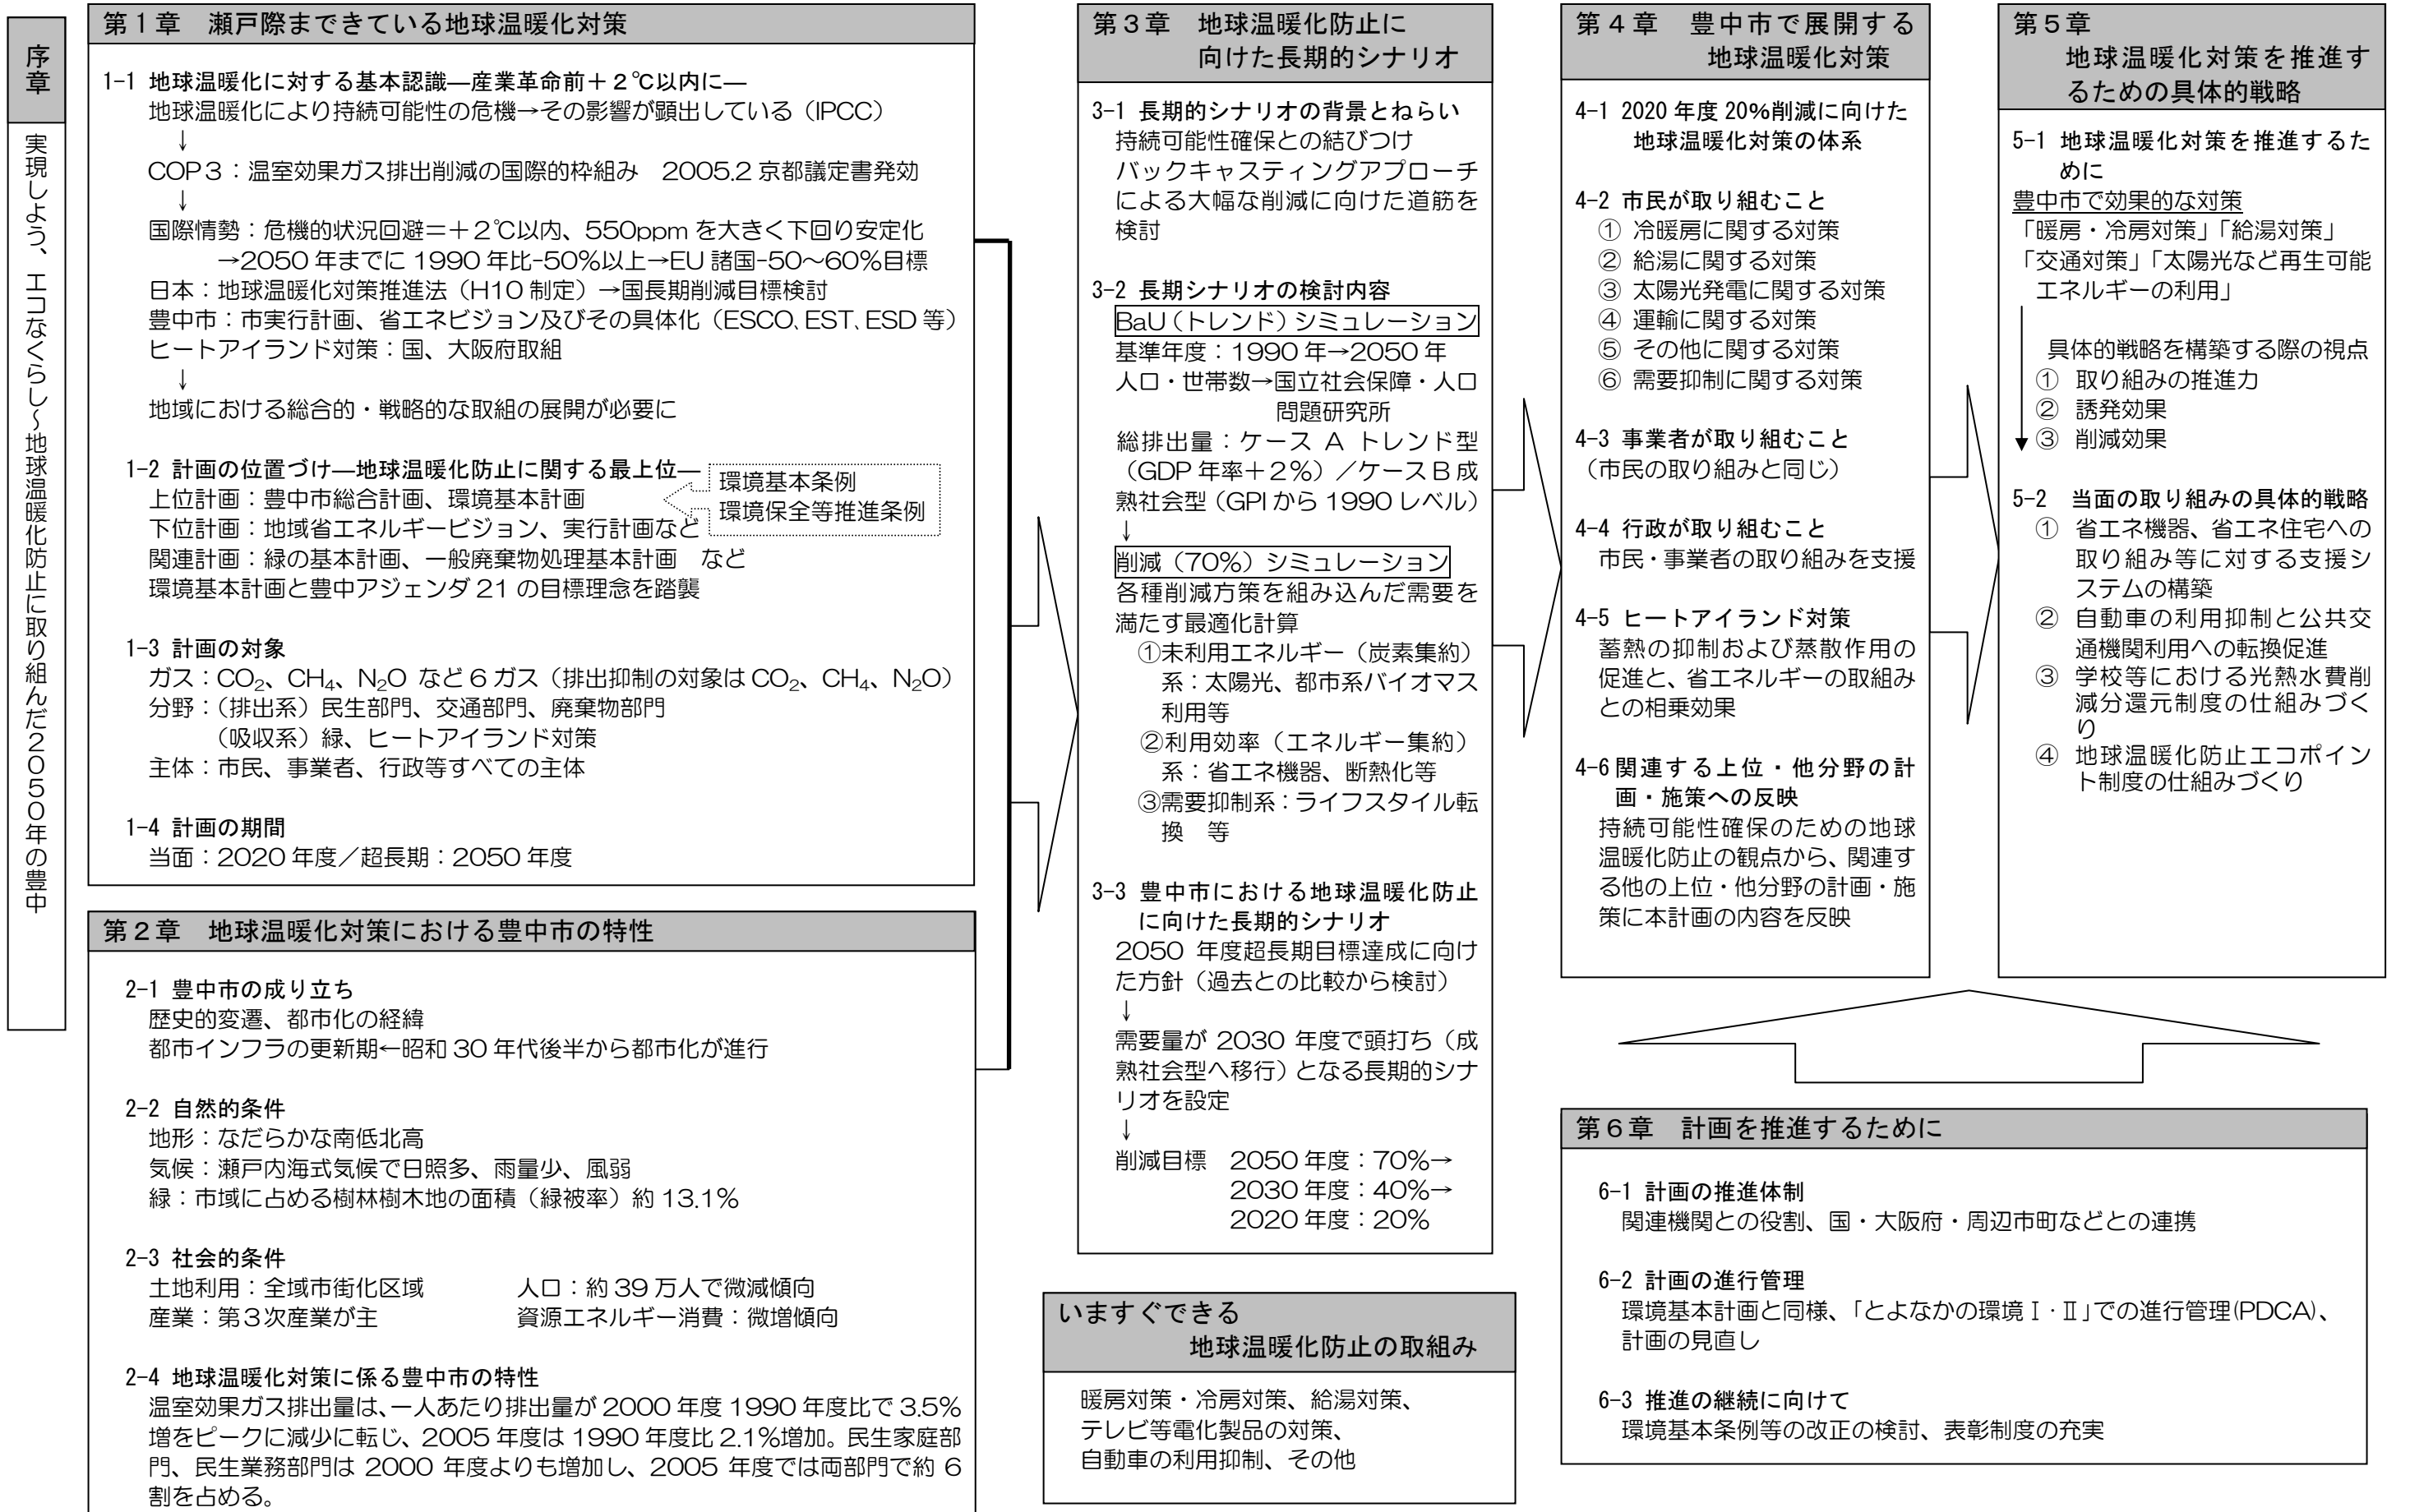 序章
実現しよう、エコなくらし~地球温暖化防止に取り組んだ2050年の豊中
第1章　瀬戸際まできている地球温暖化対策
1-1 地球温暖化に対する基本認識―産業革命前＋2℃以内に―
地球温暖化により持続可能性の危機→その影響が顕出している（IPCC）
↓
COP3：温室効果ガス排出削減の国際的枠組み　2005.2 京都議定書発効
↓
国際情勢：危機的状況回避＝＋2℃以内、550ppm を大きく下回り安定化
→2050 年までに 1990 年比-50%以上→EU 諸国-50～60%目標
日本：地球温暖化対策推進法（H10 制定）→国長期削減目標検討
豊中市：市実行計画、省エネビジョン及びその具体化（ESCO、EST、ESD 等）
ヒートアイランド対策：国、大阪府取組
↓
地域における総合的・戦略的な取組の展開が必要に
1-2 計画の位置づけ―地球温暖化防止に関する最上位―
上位計画：豊中市総合計画、環境基本計画
下位計画：地域省エネルギービジョン、実行計画など
関連計画：緑の基本計画、一般廃棄物処理基本計画　など
環境基本計画と豊中アジェンダ 21 の目標理念を踏襲
環境基本条例
環境保全等推進条例
1-3 計画の対象
ガス：CO₂、CH₄、N₂O など6ガス（排出抑制の対象は CO₂、CH₄、N₂O）
分野：（排出系）民生部門、交通部門、廃棄物部門
（吸収系）緑、ヒートアイランド対策
主体：市民、事業者、行政等すべての主体
1-4 計画の期間
当面：2020 年度／超長期：2050 年度
第2章　地球温暖化対策における豊中市の特性
2-1 豊中市の成り立ち
歴史的変遷、都市化の経緯
都市インフラの更新期←昭和 30 年代後半から都市化が進行
2-2 自然的条件
地形：なだらかな南低北高
気候：瀬戸内海式気候で日照多、雨量少、風弱
緑：市域に占める樹林樹木地の面積（緑被率）約 13.1%
2-3 社会的条件
土地利用：全域市街化区域　人口：約 39 万人で微減傾向
産業：第3次産業が主　資源エネルギー消費：微増傾向
2-4 地球温暖化対策に係る豊中市の特性
温室効果ガス排出量は、一人あたり排出量が 2000 年度 1990 年度比で 3.5%
増をピークに減少に転じ、2005 年度は 1990 年度比 2.1%増加。民生家庭部
門、民生業務部門は 2000 年度よりも増加し、2005 年度では両部門で約 6
割を占める。
第3章　地球温暖化防止に
向けた長期的シナリオ
3-1 長期的シナリオの背景とねらい
持続可能性確保との結びつけ
バックキャスティングアプローチ
による大幅な削減に向けた道筋を
検討
3-2 長期シナリオの検討内容
BaU（トレンド）シミュレーション
基準年度：1990 年→2050 年
人口・世帯数→国立社会保障・人口
問題研究所
総排出量：ケース A トレンド型
（GDP 年率＋2%）／ケースB成
熟社会型（GPI から 1990 レベル）
↓
削減（70%）シミュレーション
各種削減方策を組み込んだ需要を
満たす最適化計算
①未利用エネルギー（炭素集約）
系：太陽光、都市系バイオマス
利用等
②利用効率（エネルギー集約）
系：省エネ機器、断熱化等
③需要抑制系：ライフスタイル転
換　等
3-3 豊中市における地球温暖化防止
に向けた長期的シナリオ
2050 年度超長期目標達成に向け
た方針（過去との比較から検討）
↓
需要量が 2030 年度で頭打ち（成
熟社会型へ移行）となる長期的シナ
リオを設定
↓
削減目標　2050 年度：70%→
2030 年度：40%→
2020 年度：20%
いますぐできる
地球温暖化防止の取組み
暖房対策・冷房対策、給湯対策、
テレビ等電化製品の対策、
自動車の利用抑制、その他
第4章　豊中市で展開する
地球温暖化対策
4-1 2020 年度 20%削減に向けた
地球温暖化対策の体系
4-2 市民が取り組むこと
① 冷暖房に関する対策
② 給湯に関する対策
③ 太陽光発電に関する対策
④ 運輸に関する対策
⑤ その他に関する対策
⑥ 需要抑制に関する対策
4-3 事業者が取り組むこと
（市民の取り組みと同じ）
4-4 行政が取り組むこと
市民・事業者の取り組みを支援
4-5 ヒートアイランド対策
蓄熱の抑制および蒸散作用の
促進と、省エネルギーの取組み
との相乗効果
4-6 関連する上位・他分野の計
画・施策への反映
持続可能性確保のための地球
温暖化防止の観点から、関連す
る他の上位・他分野の計画・施
策に本計画の内容を反映
第5章
地球温暖化対策を推進す
るための具体的戦略
5-1 地球温暖化対策を推進するた
めに
豊中市で効果的な対策
「暖房・冷房対策」「給湯対策」
「交通対策」「太陽光など再生可能
エネルギーの利用」
具体的戦略を構築する際の視点
① 取り組みの推進力
② 誘発効果
③ 削減効果
5-2　当面の取り組みの具体的戦略
① 省エネ機器、省エネ住宅への
取り組み等に対する支援シ
ステムの構築
② 自動車の利用抑制と公共交
通機関利用への転換促進
③ 学校等における光熱水費削
減分還元制度の仕組みづく
り
④ 地球温暖化防止エコポイン
ト制度の仕組みづくり
第6章　計画を推進するために
6-1 計画の推進体制
関連機関との役割、国・大阪府・周辺市町などとの連携
6-2 計画の進行管理
環境基本計画と同様、「とよなかの環境Ⅰ・Ⅱ」での進行管理(PDCA)、
計画の見直し
6-3 推進の継続に向けて
環境基本条例等の改正の検討、表彰制度の充実